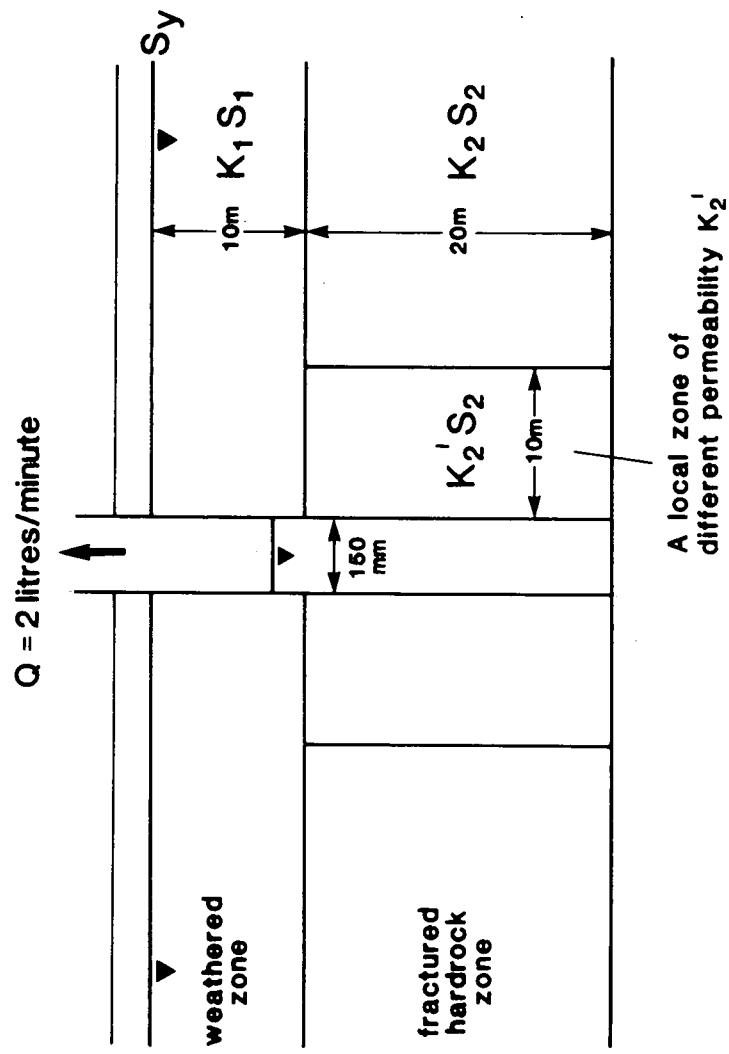 Q = 2 litres/minute
Sy
weathered
zone
10m
K₁ S₁
150
mm
fractured
hardrock
zone
K₂' S₂
10m
20m
K₂ S₂
A local zone of
different permeability K₂'